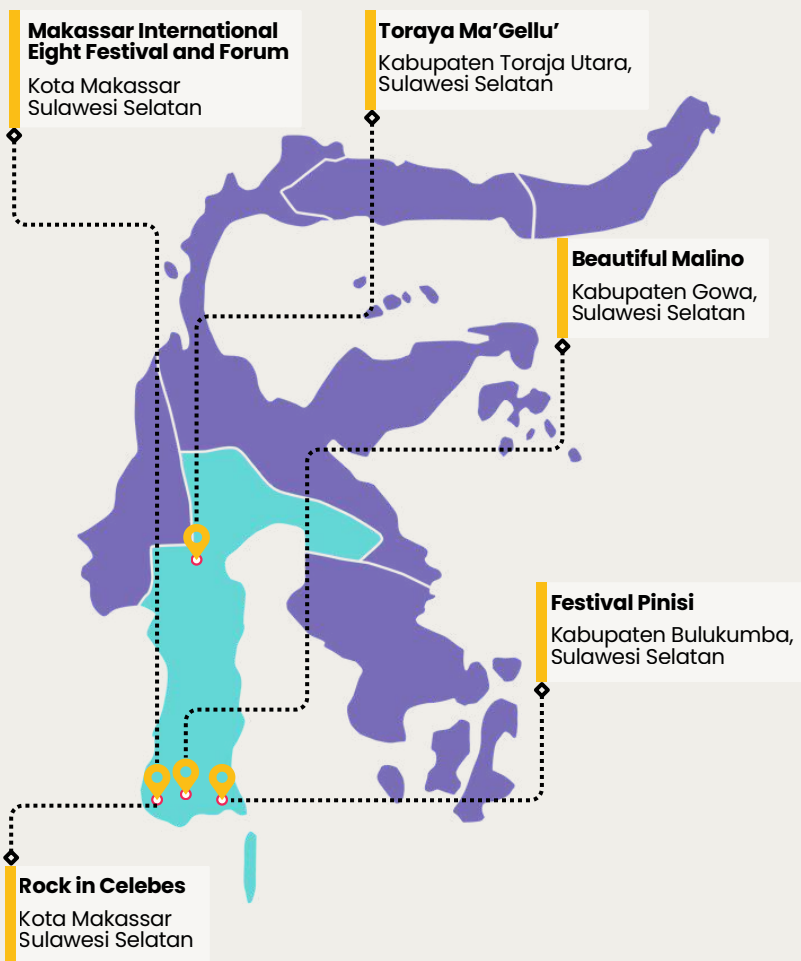 Makassar International
Eight Festival and Forum
Kota Makassar
Sulawesi Selatan
Toraya Ma'Gellu'
Kabupaten Toraja Utara,
Sulawesi Selatan
Beautiful Malino
Kabupaten Gowa,
Sulawesi Selatan
Festival Pinisi
Kabupaten Bulukumba,
Sulawesi Selatan
Rock in Celebes
Kota Makassar
Sulawesi Selatan